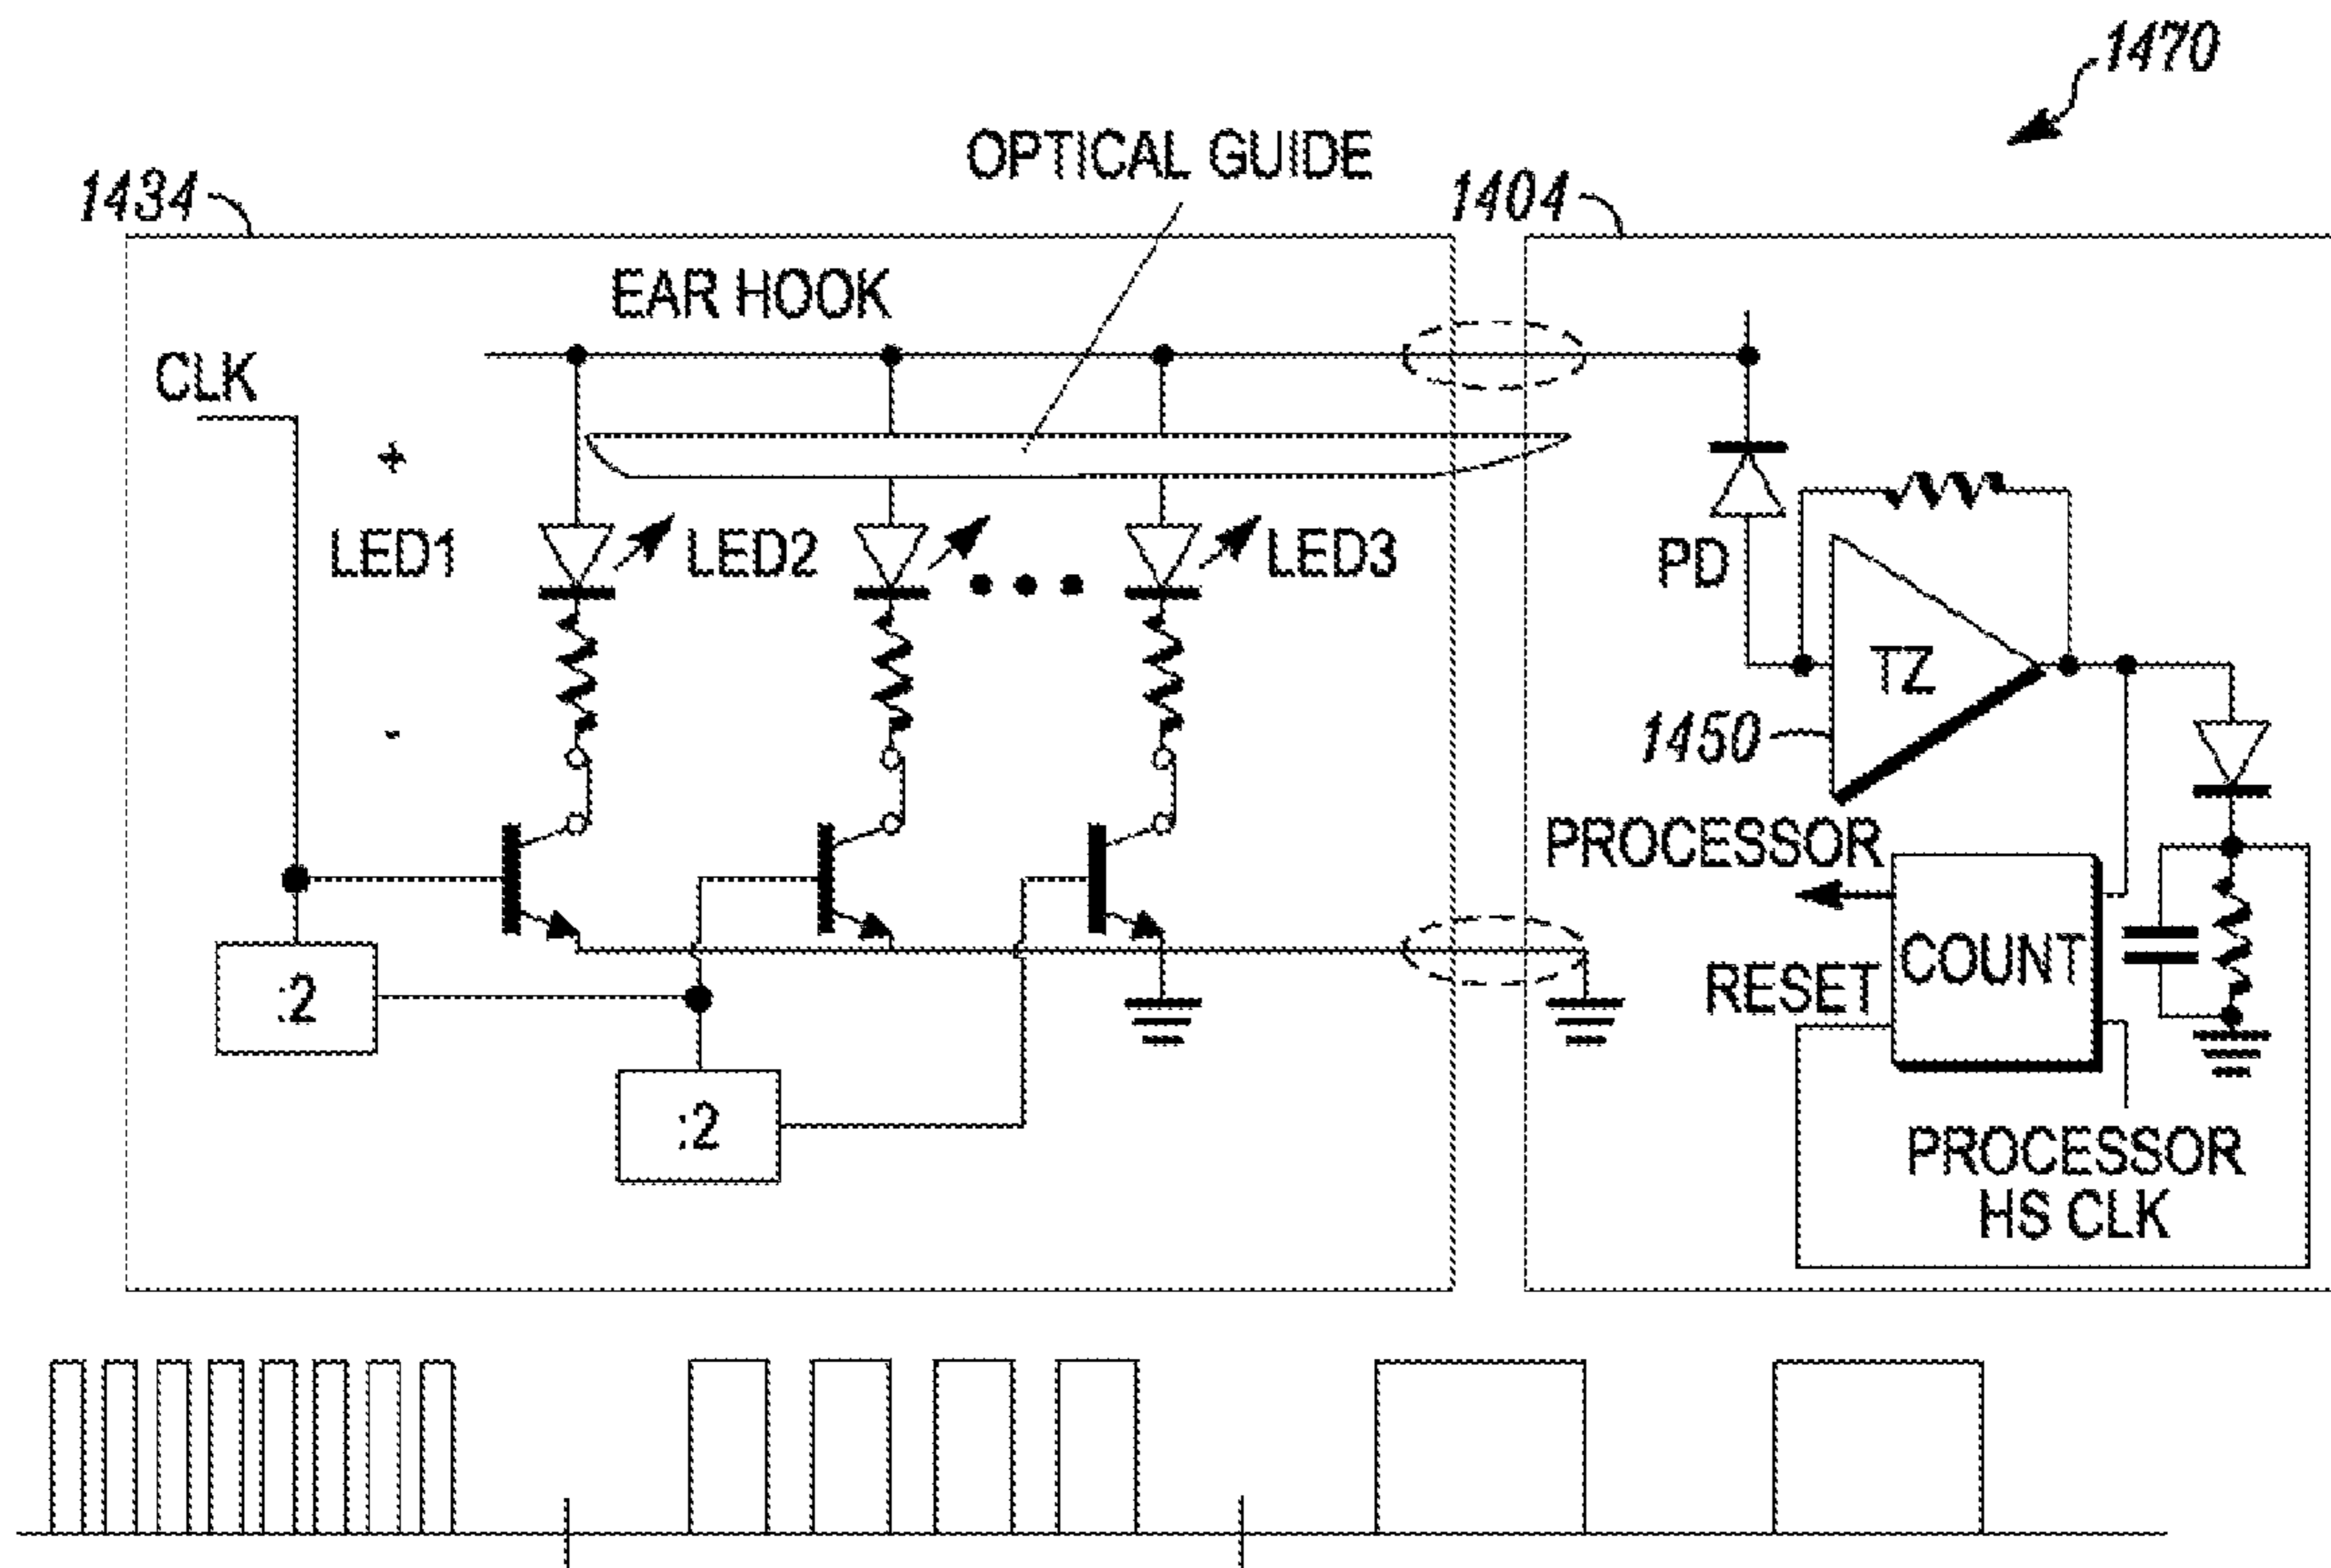 1470
OPTICAL GUIDE
1434
1404
EAR HOOK
CLK
+
LED1
LED2
LED3
PD
-
TZ
1450
PROCESSOR
COUNT
RESET
:2
:2
PROCESSOR
HS CLK